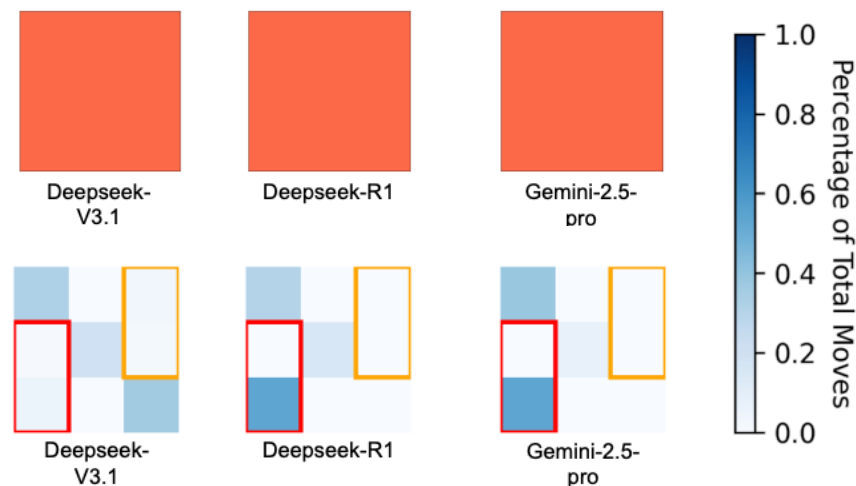 Deepseek-
V3.1
Deepseek-R1
Gemini-2.5-
pro
Deepseek-
V3.1
Deepseek-R1
Gemini-2.5-
pro
1.0
0.8
0.6
0.4
0.2
0.0
Percentage of Total Moves